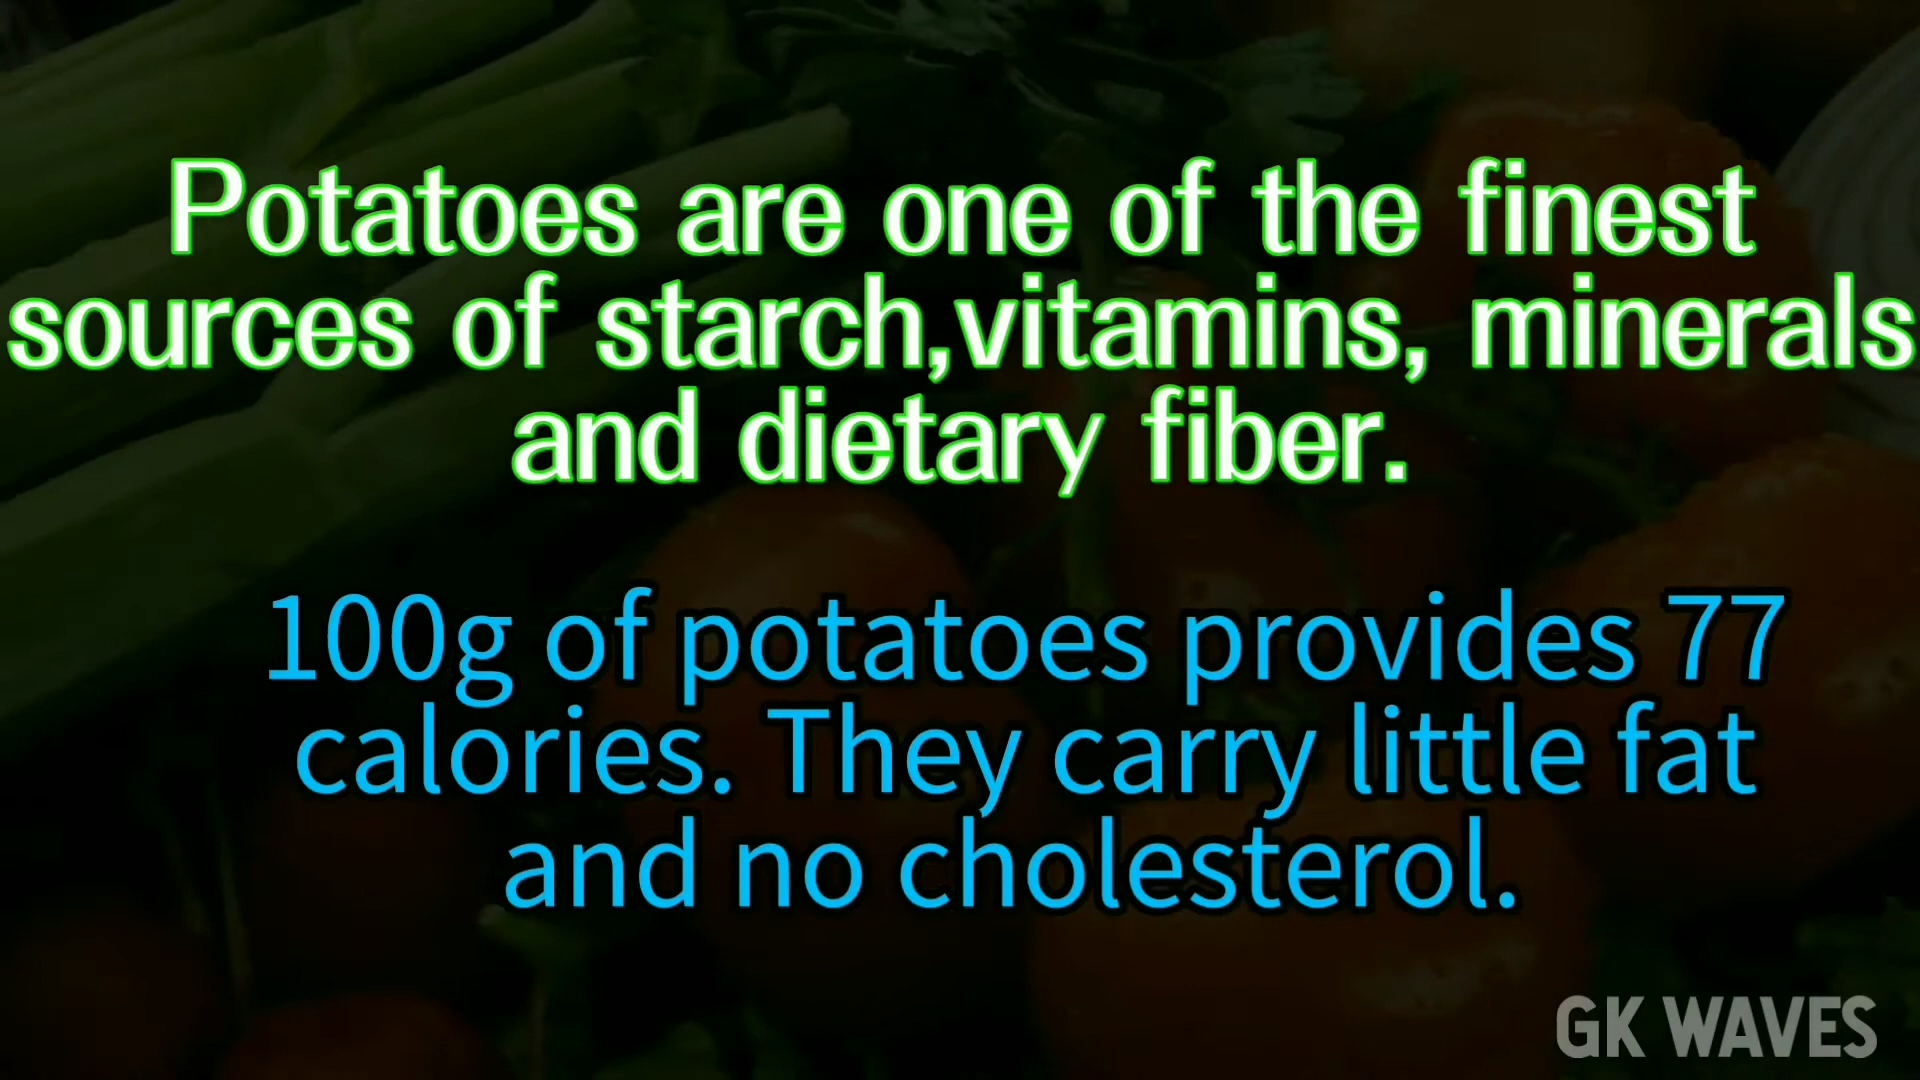 Potatoes are one of the finest
sources of starch,vitamins, minerals
and dietary fiber.
100g of potatoes provides 77
calories. They carry little fat
and no cholesterol.
GK WAVES